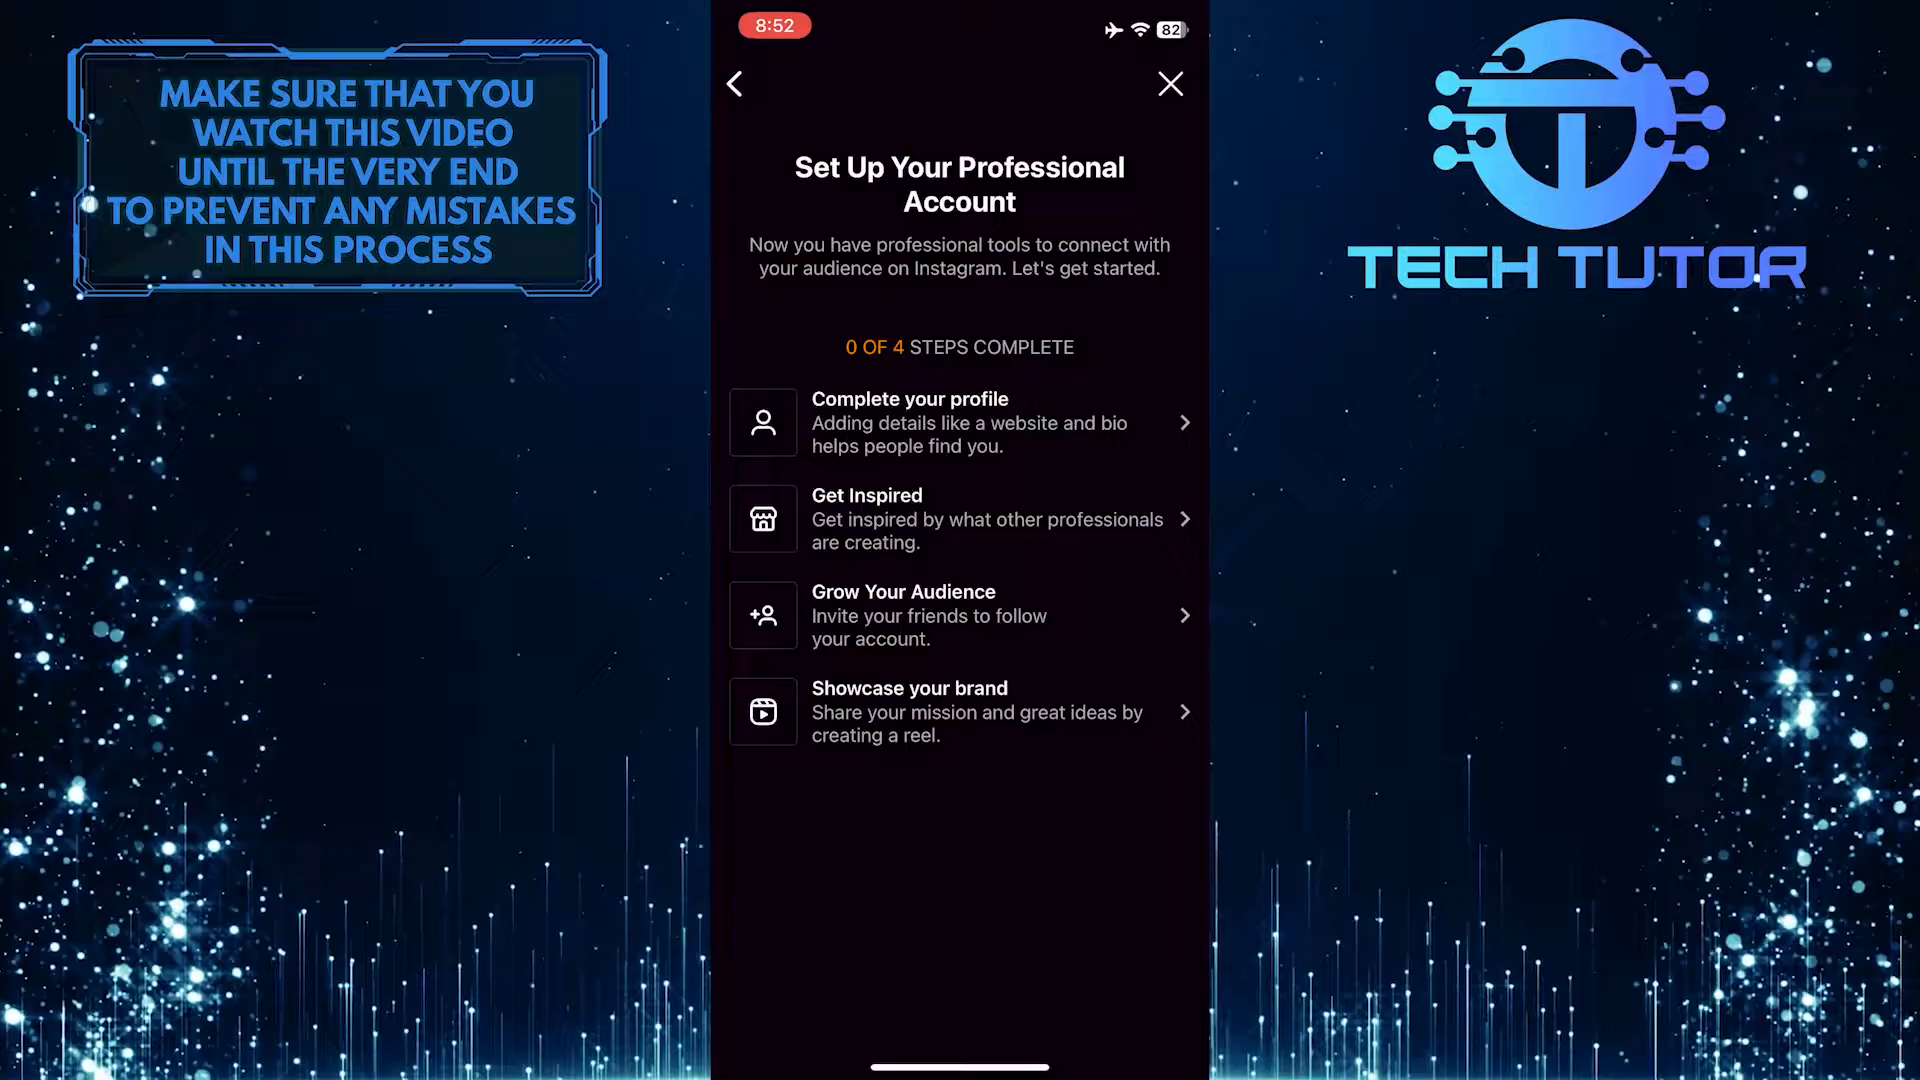 MAKE SURE THAT YOU
WATCH THIS VIDEO
UNTIL THE VERY END
TO PREVENT ANY MISTAKES
IN THIS PROCESS
8:52
82
Set Up Your Professional
Account
Now you have professional tools to connect with
your audience on Instagram. Let's get started.
0 OF 4 STEPS COMPLETE
Complete your profile
Adding details like a website and bio
helps people find you.
Get Inspired
Get inspired by what other professionals
are creating.
Grow Your Audience
Invite your friends to follow
your account.
Showcase your brand
Share your mission and great ideas by
creating a reel.
TECH TUTOR